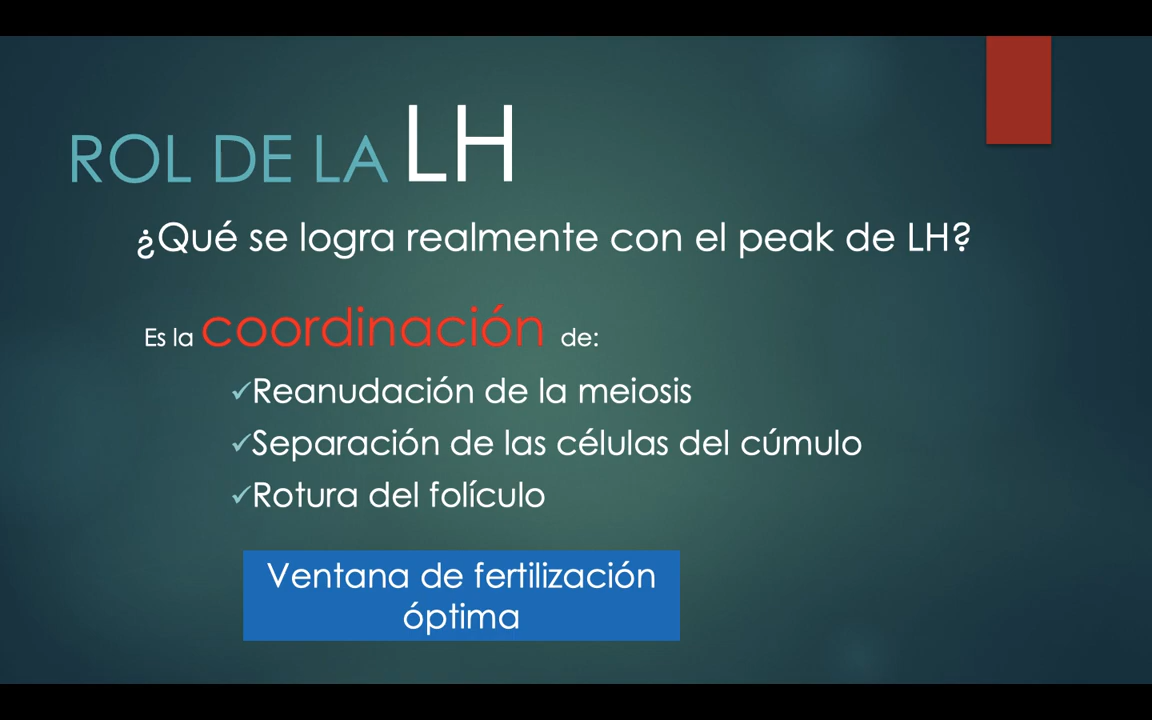 ROL DE LA LH
¿Qué se logra realmente con el peak de LH?
Es la coordinación de:
✓Reanudación de la meiosis
✓Separación de las células del cúmulo
✓Rotura del folículo
Ventana de fertilización
óptima